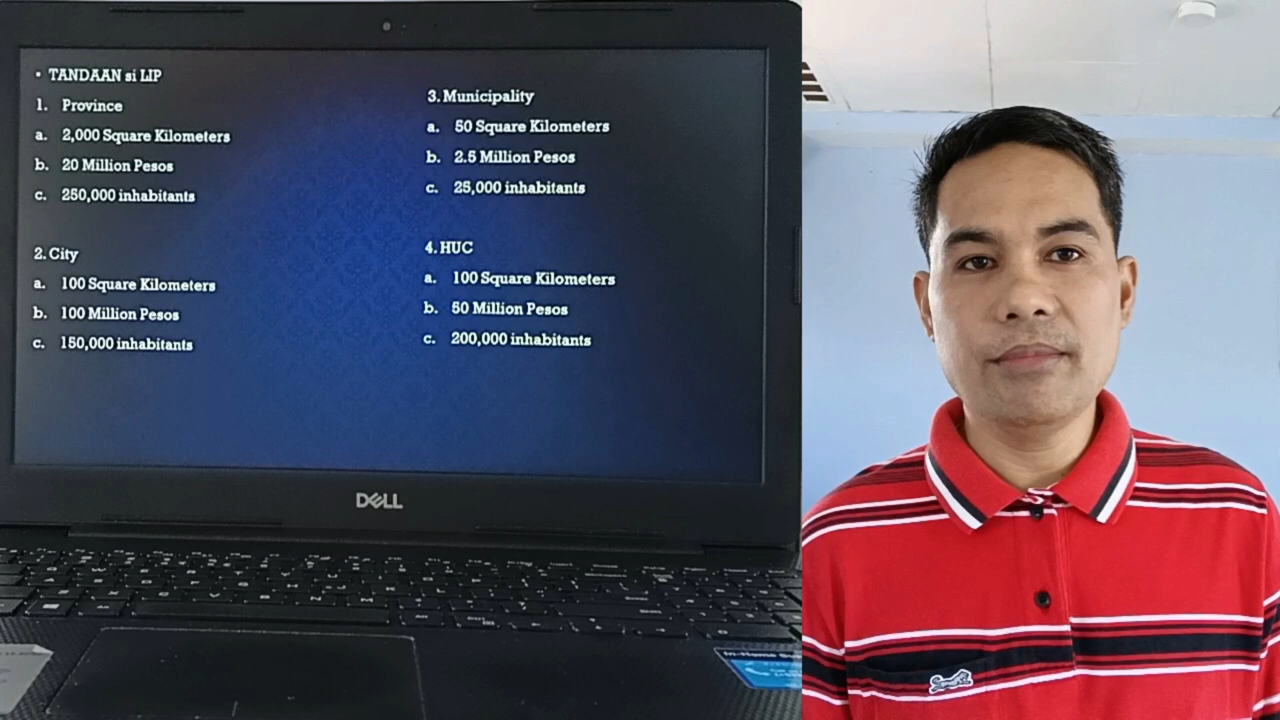 • TANDAAN si LIP
1. Province
a. 2,000 Square Kilometers
b. 20 Million Pesos
c. 250,000 inhabitants
2. City
a. 100 Square Kilometers
b. 100 Million Pesos
c. 150,000 inhabitants
3. Municipality
a. 50 Square Kilometers
b. 2.5 Million Pesos
c. 25,000 inhabitants
4. HUC
a. 100 Square Kilometers
b. 50 Million Pesos
c. 200,000 inhabitants
DELL